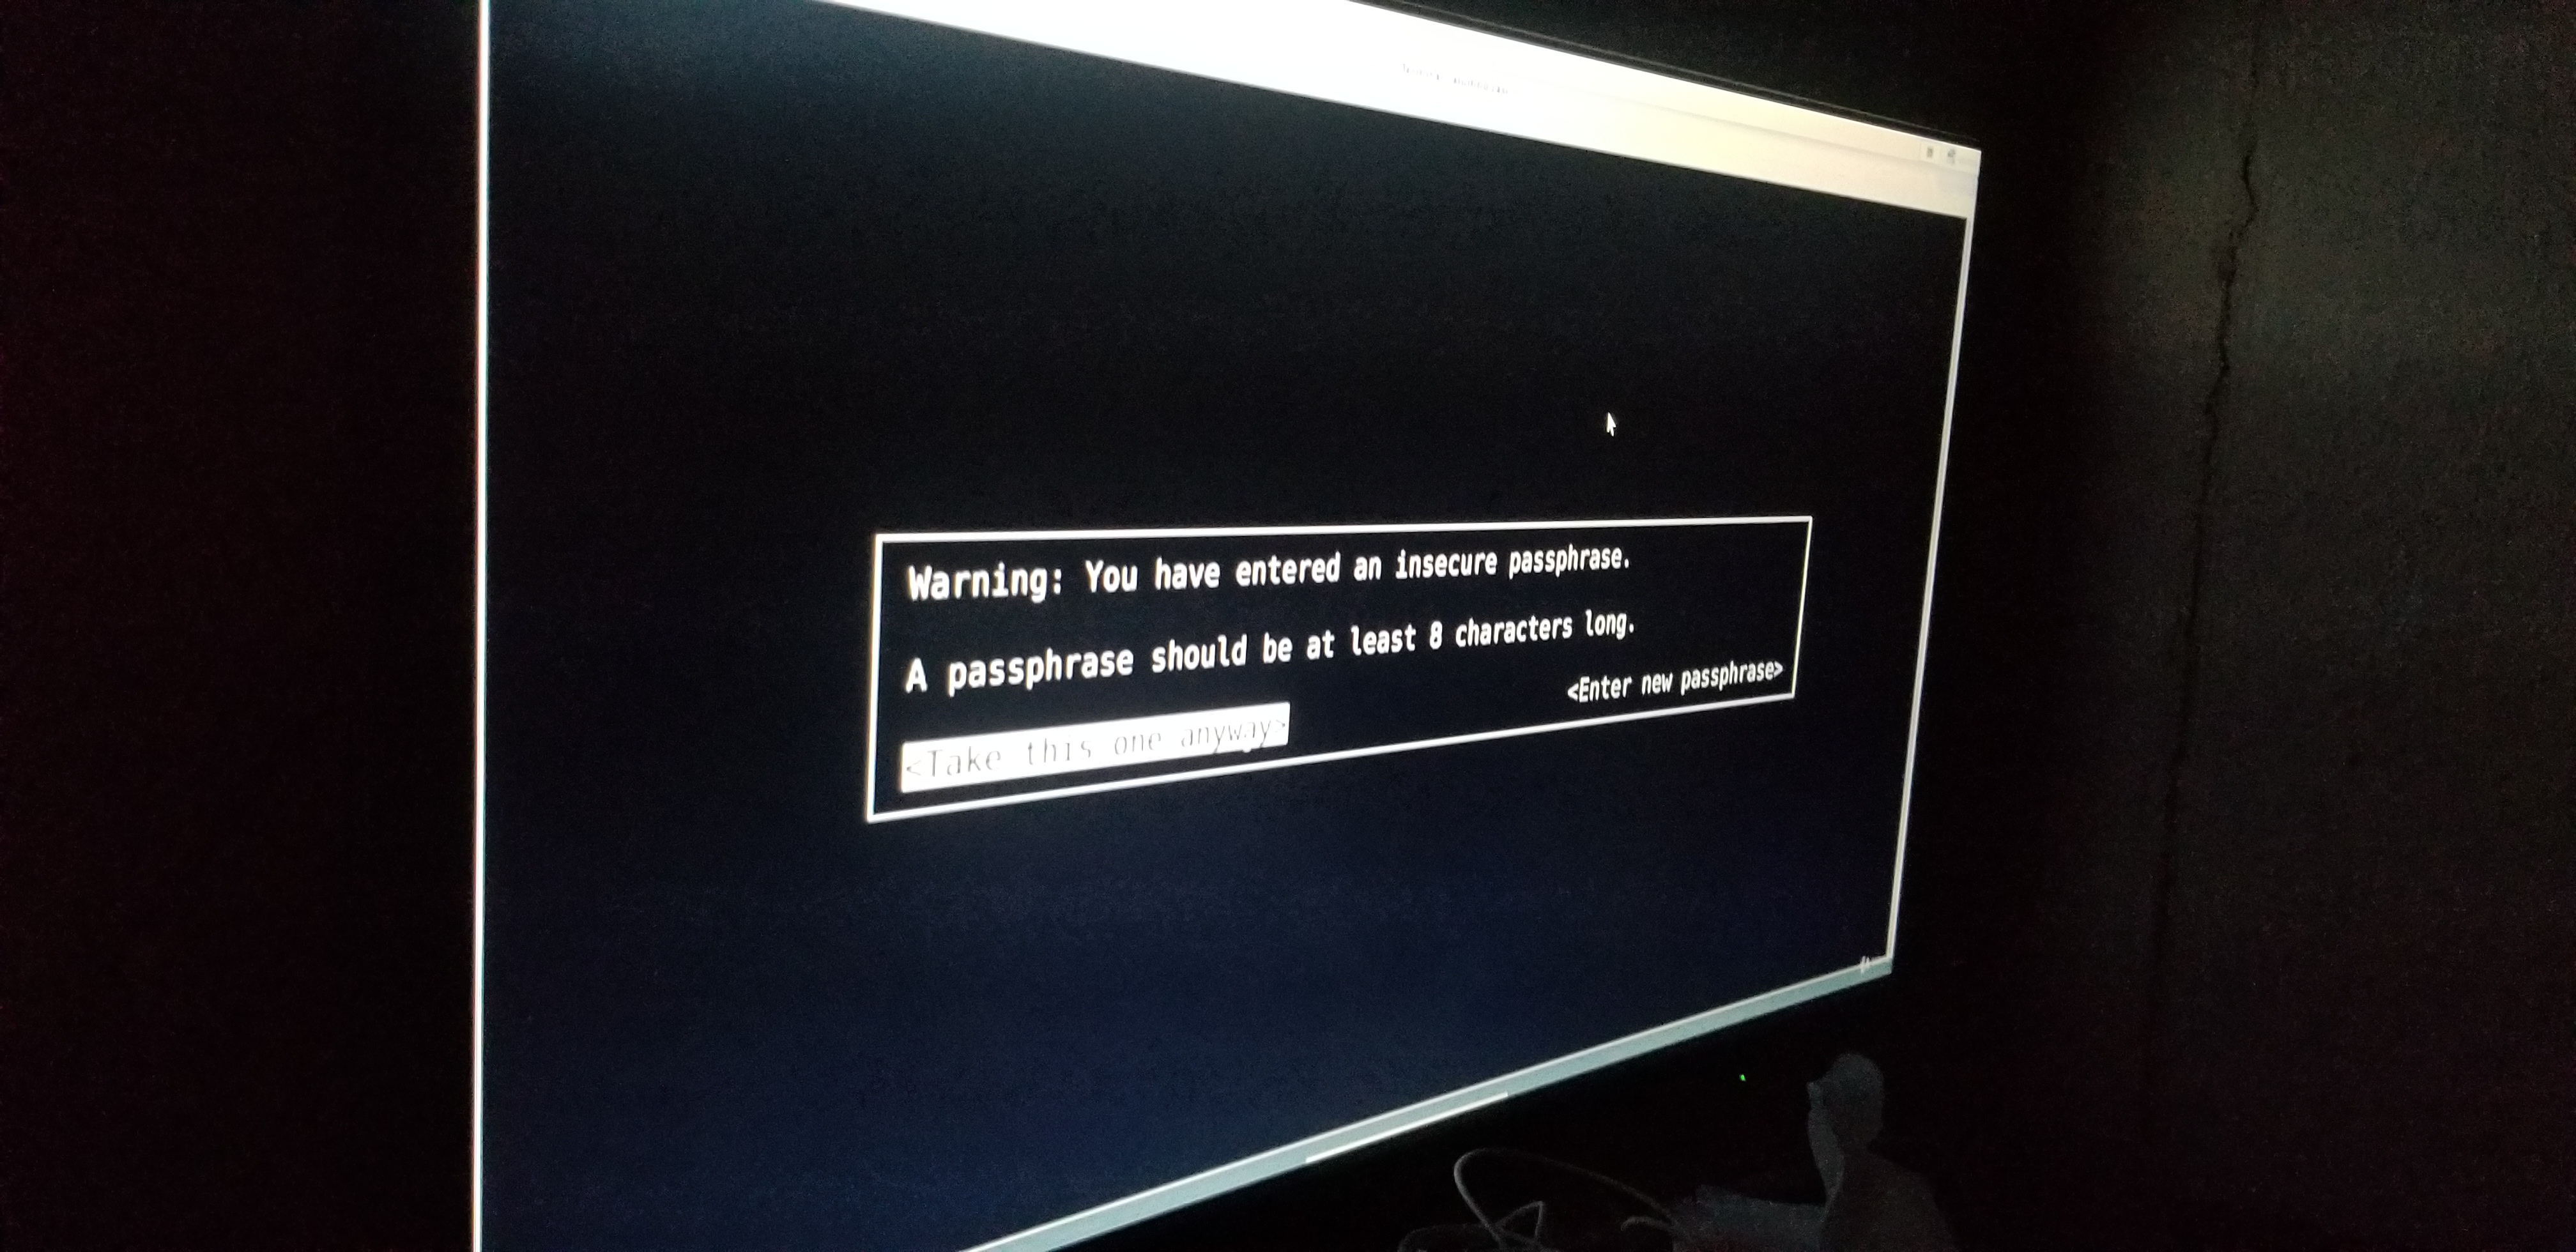 Warning: You have entered an insecure passphrase.
A passphrase should be at least 8 characters long.
<Take this one anyway> <Enter new passphrase>